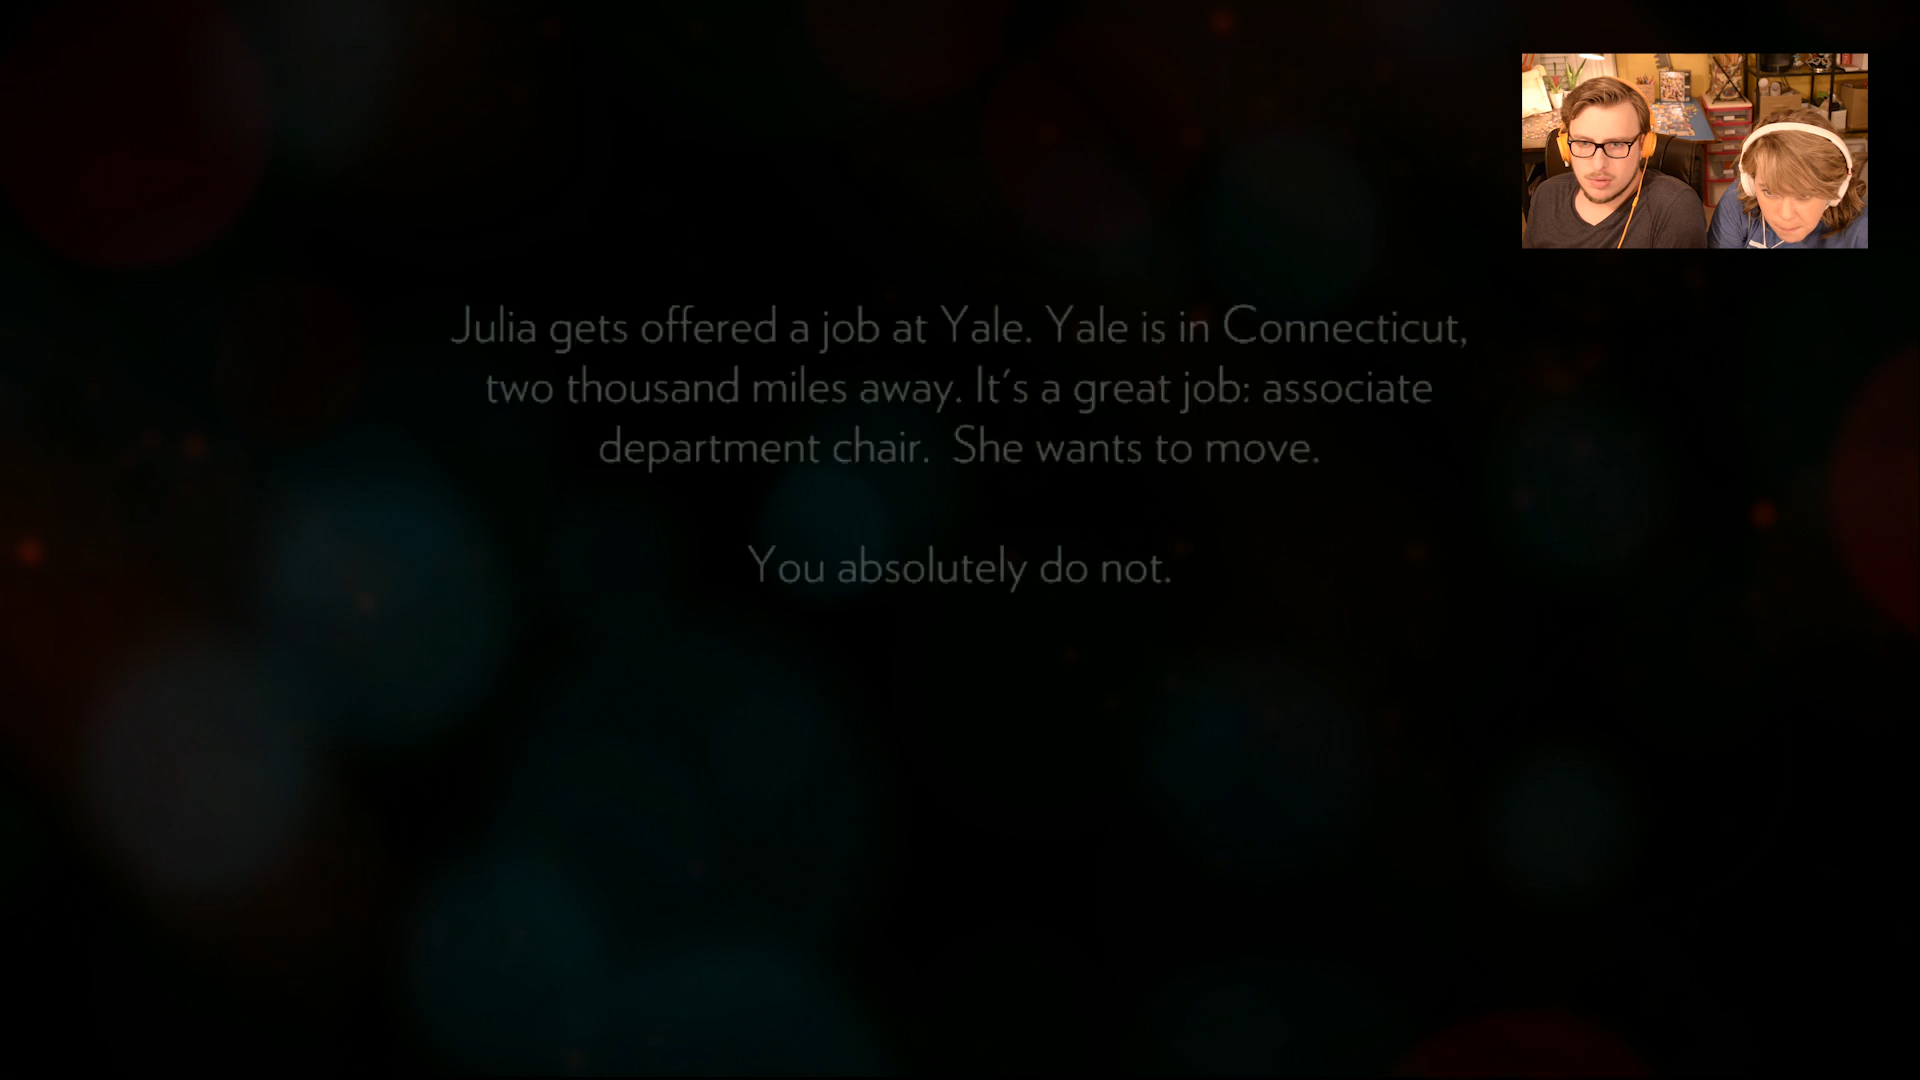 Julia gets offered a job at Yale. Yale is in Connecticut,
two thousand miles away. It's a great job: associate
department chair.  She wants to move.
You absolutely do not.